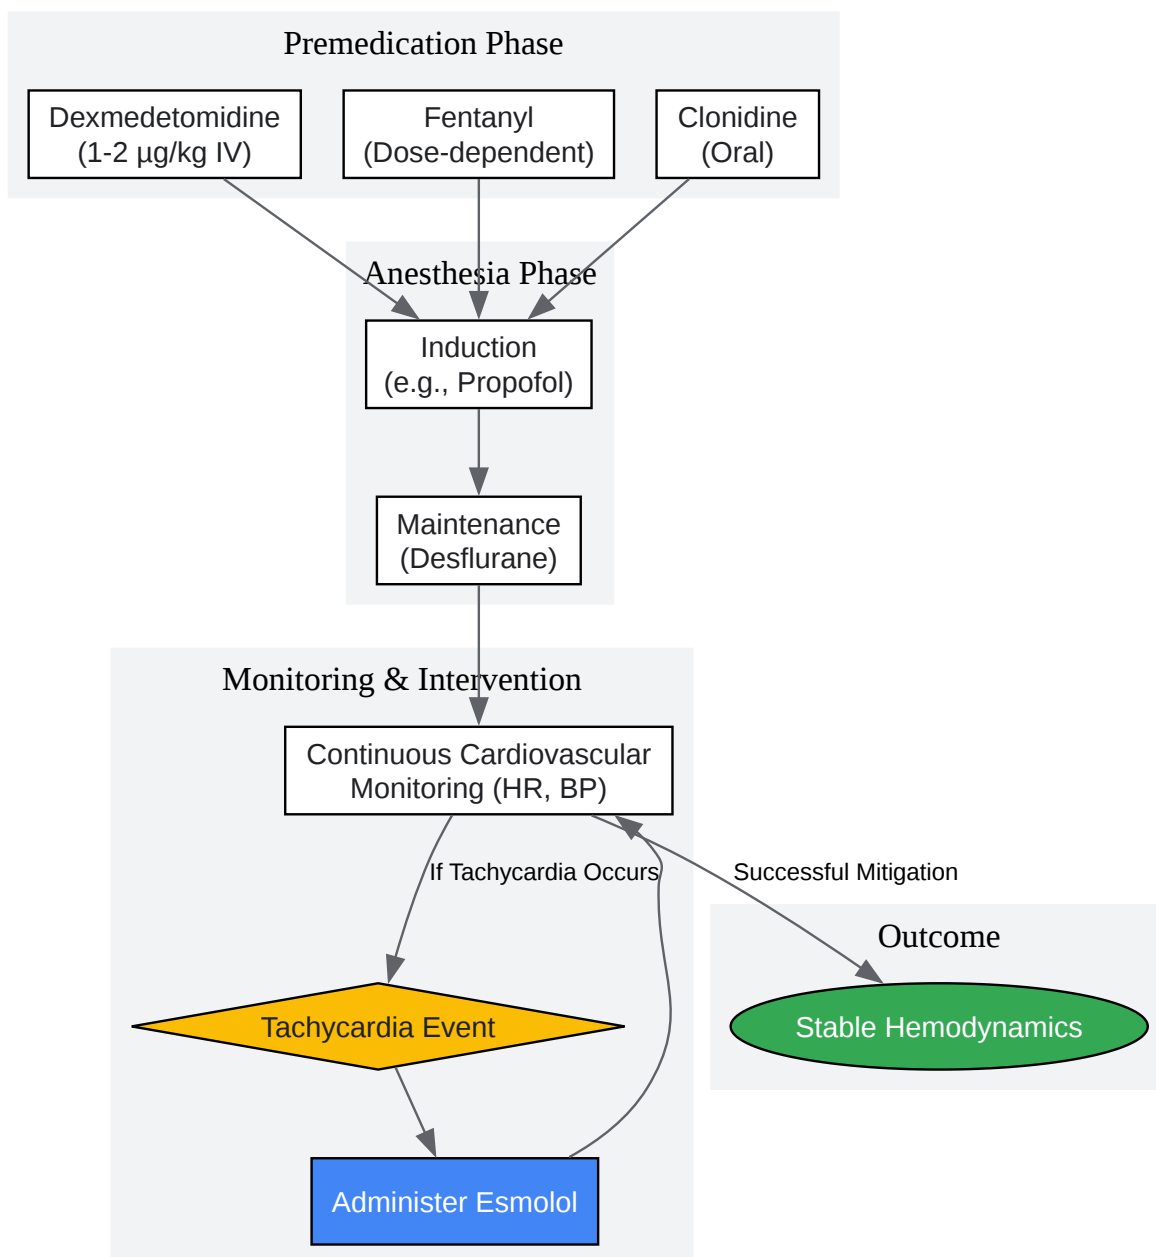 Premedication Phase
Dexmedetomidine
(1-2 µg/kg IV)
Fentanyl
(Dose-dependent)
Clonidine
(Oral)
Anesthesia Phase
Induction
(e.g., Propofol)
Maintenance
(Desflurane)
Monitoring & Intervention
Continuous Cardiovascular
Monitoring (HR, BP)
If Tachycardia Occurs
Successful Mitigation
Outcome
Tachycardia Event
Stable Hemodynamics
Administer Esmolol